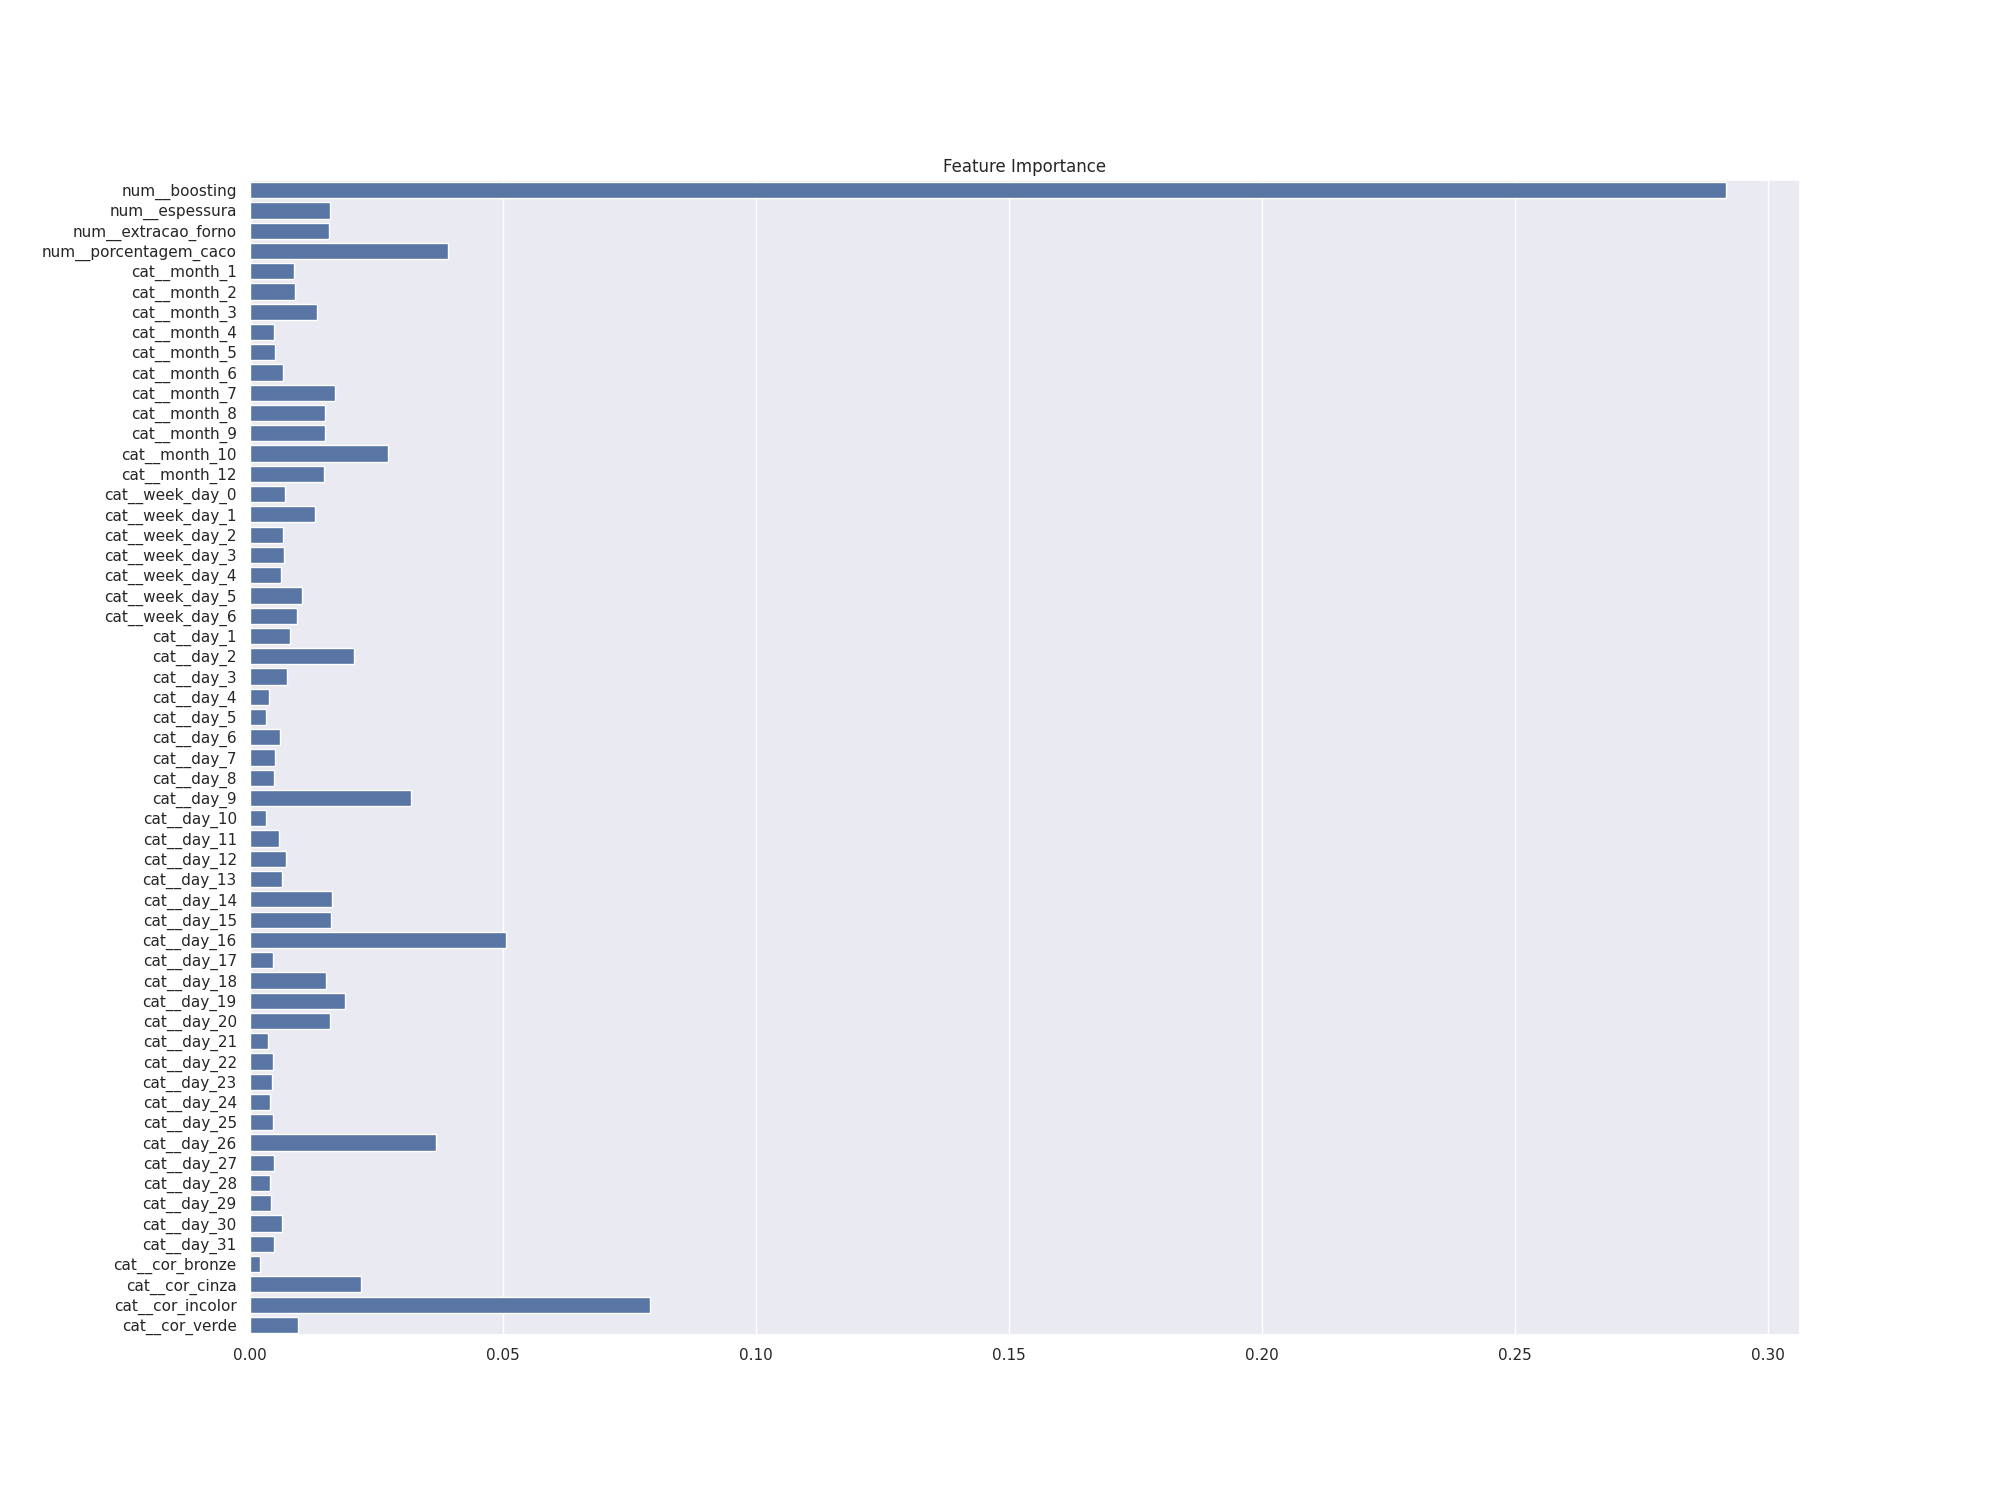 Feature Importance
num__boosting
num__espessura
num__extracao_forno
num__porcentagem_caco
cat__month_1
cat__month_2
cat__month_3
cat__month_4
cat__month_5
cat__month_6
cat__month_7
cat__month_8
cat__month_9
cat__month_10
cat__month_12
cat__week_day_0
cat__week_day_1
cat__week_day_2
cat__week_day_3
cat__week_day_4
cat__week_day_5
cat__week_day_6
cat__day_1
cat__day_2
cat__day_3
cat__day_4
cat__day_5
cat__day_6
cat__day_7
cat__day_8
cat__day_9
cat__day_10
cat__day_11
cat__day_12
cat__day_13
cat__day_14
cat__day_15
cat__day_16
cat__day_17
cat__day_18
cat__day_19
cat__day_20
cat__day_21
cat__day_22
cat__day_23
cat__day_24
cat__day_25
cat__day_26
cat__day_27
cat__day_28
cat__day_29
cat__day_30
cat__day_31
cat__cor_bronze
cat__cor_cinza
cat__cor_incolor
cat__cor_verde
0.00 0.05 0.10 0.15 0.20 0.25 0.30